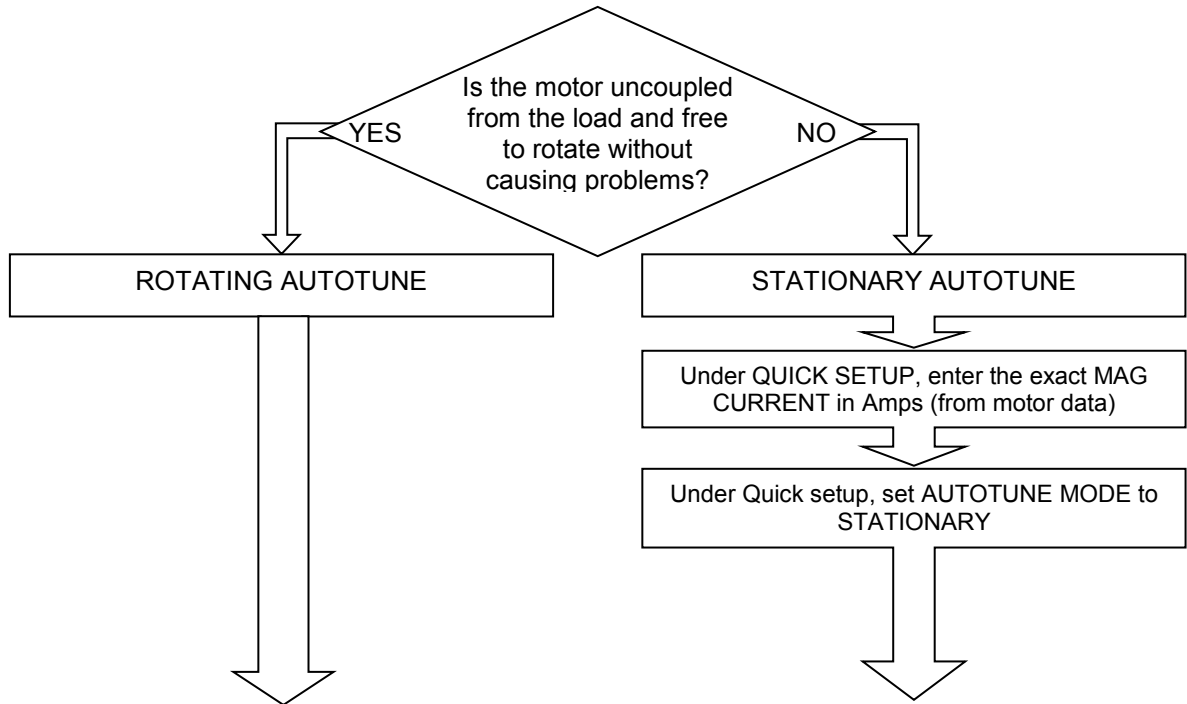 Is the motor uncoupled
from the load and free
to rotate without
causing problems?
YES
NO
ROTATING AUTOTUNE
STATIONARY AUTOTUNE
Under QUICK SETUP, enter the exact MAG
CURRENT in Amps (from motor data)
Under Quick setup, set AUTOTUNE MODE to
STATIONARY